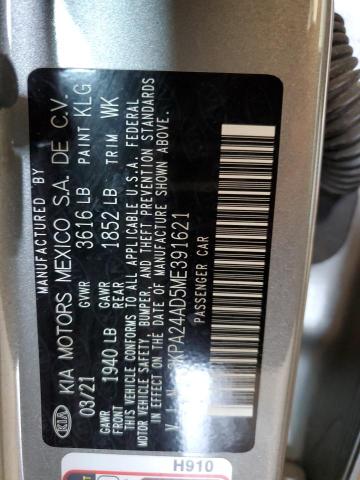 MANUFACTURED BY
KIA KIA MOTORS MEXICO S.A. DE C.V.
03/21 GVWR 3616 LB PAINT KLG
GAWR FRONT 1940 LB GAWR REAR 1852 LB TRIM WK
THIS VEHICLE CONFORMS TO ALL APPLICABLE U.S.A. FEDERAL
MOTOR VEHICLE SAFETY, BUMPER, AND THEFT PREVENTION STANDARDS
IN EFFECT ON THE DATE OF MANUFACTURE SHOWN ABOVE.
V.I.N. 3KPA24AD5ME391621
PASSENGER CAR
H910